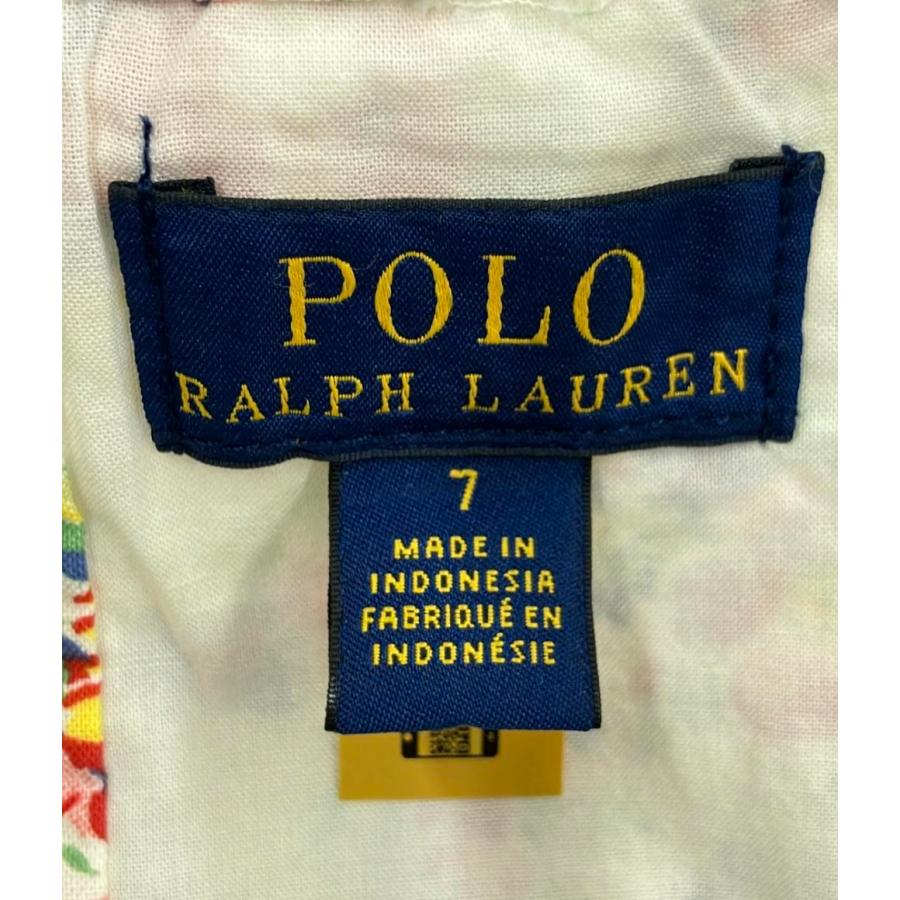 POLO
RALPH LAUREN
7
MADE IN
INDONESIA
FABRIQUÉ EN
INDONÉSIE